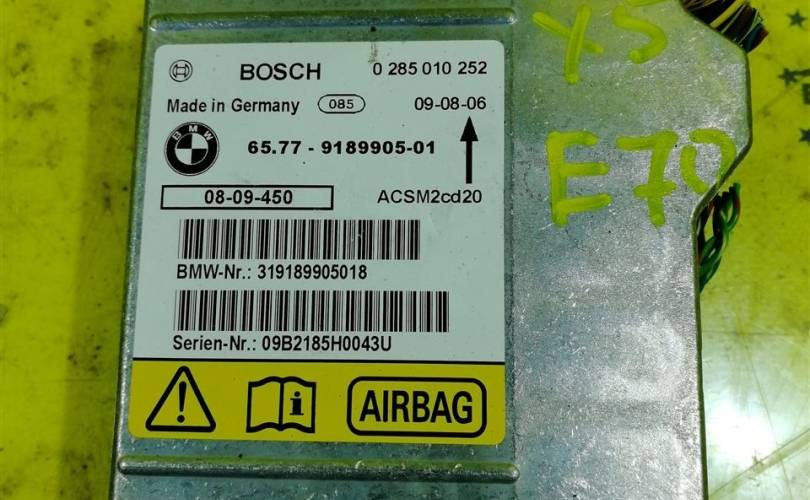 BOSCH 0 285 010 252
Made in Germany 085 09-08-06
BMW 65.77 - 9189905-01
08-09-450 ACSM2cd20
BMW-Nr.: 319189905018
Serien-Nr.: 09B2185H0043U
AIRBAG
X5
E70